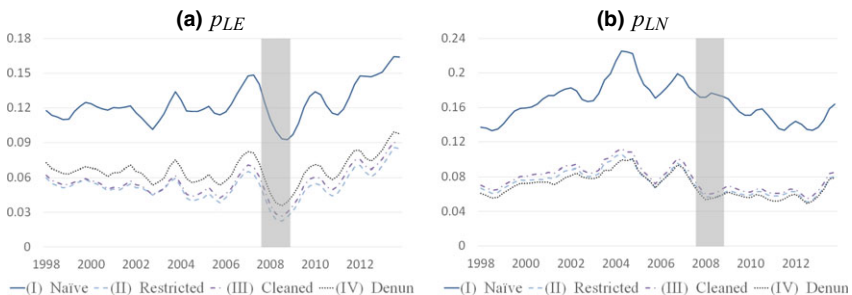 (a) pLE
0.18
0.15
0.12
0.09
0.06
0.03
0
1998 2000 2002 2004 2006 2008 2010 2012
(I) Naïve (II) Restricted (III) Cleaned (IV) Denun
(b) pLN
0.24
0.2
0.16
0.12
0.08
0.04
0
1998 2000 2002 2004 2006 2008 2010 2012
(I) Naïve (II) Restricted (III) Cleaned (IV) Denun